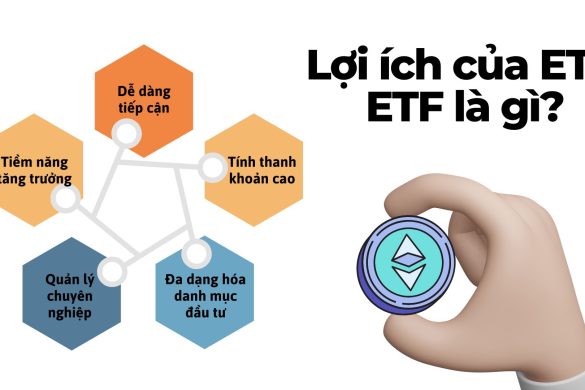 Lợi ích của ET
ETF là gì?
Dễ dàng
tiếp cận
Tiềm năng
tăng trưởng
Tính thanh
khoản cao
Quản lý
chuyên
nghiệp
Đa dạng hóa
danh mục
đầu tư